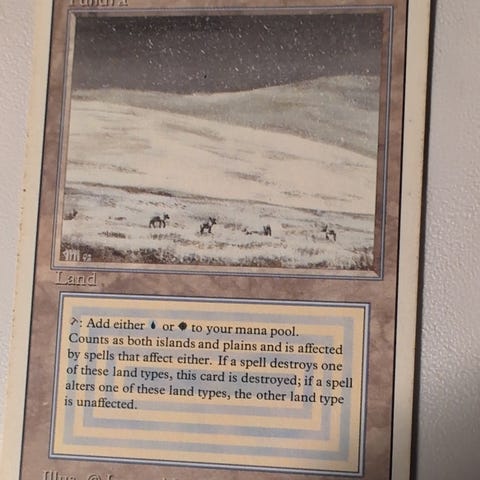 Tundra
Land
: Add either or to your mana pool.
Counts as both islands and plains and is affected
by spells that affect either. If a spell destroys one
of these land types, this card is destroyed; if a spell
alters one of these land types, the other land type
is unaffected.
Illus. ©